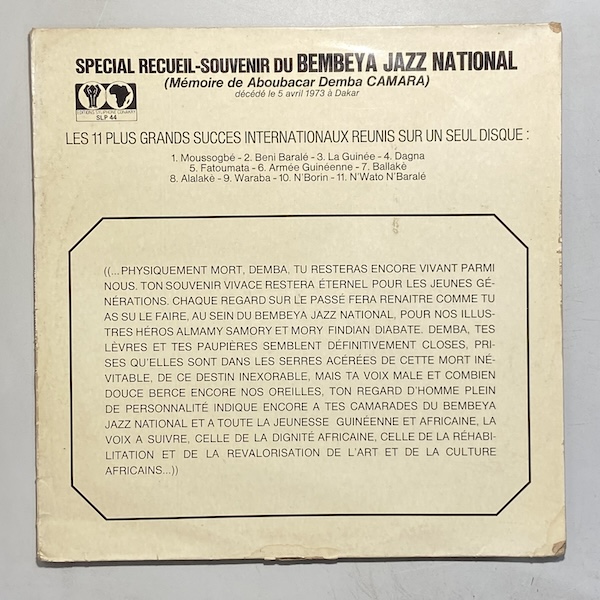 SPECIAL RECUEIL-SOUVENIR DU BEMBEYA JAZZ NATIONAL
(Mémoire de Aboubacar Demba CAMARA)
décédé le 5 avril 1973 à Dakar
EDITIONS SYLIPHONE CONAKRY
SLP 44
LES 11 PLUS GRANDS SUCCES INTERNATIONAUX REUNIS SUR UN SEUL DISQUE :
1. Moussogbé - 2. Beni Baralé - 3. La Guinée - 4. Dagna
5. Fatoumata - 6. Armée Guinéenne - 7. Ballaké
8. Alalaké - 9. Waraba - 10. N'Borin - 11. N'Wato N'Baralé
((...PHYSIQUEMENT MORT, DEMBA, TU RESTERAS ENCORE VIVANT PARMI
NOUS. TON SOUVENIR VIVACE RESTERA ÉTERNEL POUR LES JEUNES GÉ-
NÉRATIONS. CHAQUE REGARD SUR LE PASSÉ FERA RENAITRE COMME TU
AS SU LE FAIRE, AU SEIN DU BEMBEYA JAZZ NATIONAL, POUR NOS ILLUS-
TRES HÉROS ALMAMY SAMORY ET MORY FINDIAN DIABATE. DEMBA, TES
LÈVRES ET TES PAUPIÈRES SEMBLENT DÉFINITIVEMENT CLOSES, PRI-
SES QU'ELLES SONT DANS LES SERRES ACÉRÉES DE CETTE MORT INÉ-
VITABLE, DE CE DESTIN INEXORABLE, MAIS TA VOIX MALE ET COMBIEN
DOUCE BERCE ENCORE NOS OREILLES, TON REGARD D'HOMME PLEIN
DE PERSONNALITÉ INDIQUE ENCORE A TES CAMARADES DU BEMBEYA
JAZZ NATIONAL ET A TOUTE LA JEUNESSE GUINÉENNE ET AFRICAINE, LA
VOIX A SUIVRE, CELLE DE LA DIGNITÉ AFRICAINE, CELLE DE LA RÉHABI-
LITATION ET DE LA REVALORISATION DE L'ART ET DE LA CULTURE
AFRICAINS...))